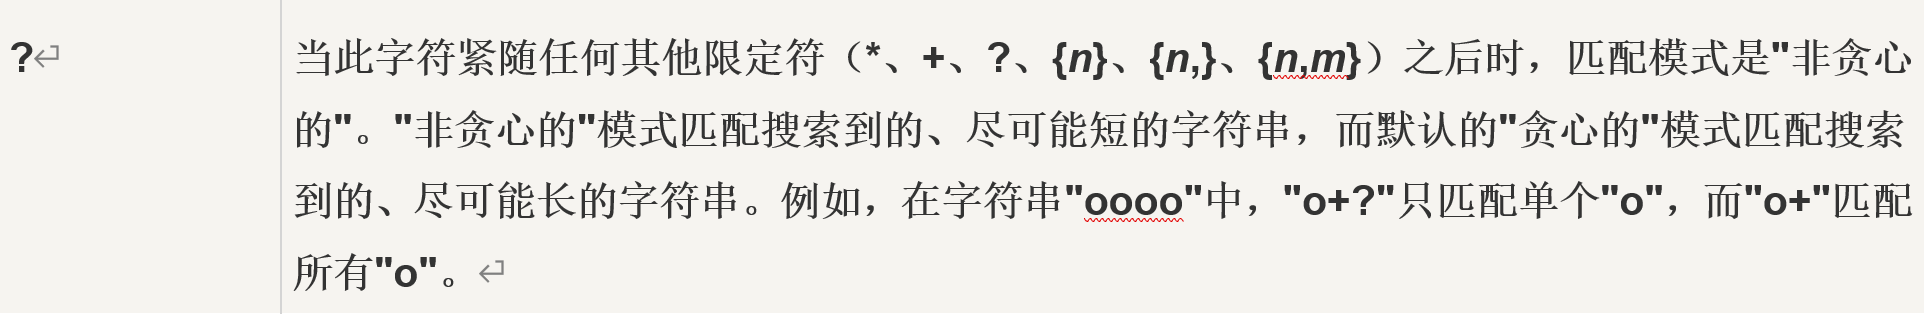 ?
当此字符紧随任何其他限定符（*、+、?、{n}、{n,}、{n,m}）之后时，匹配模式是"非贪心
的"。"非贪心的"模式匹配搜索到的、尽可能短的字符串，而默认的"贪心的"模式匹配搜索
到的、尽可能长的字符串。例如，在字符串"oooo"中，"o+?"只匹配单个"o"，而"o+"匹配
所有"o"。